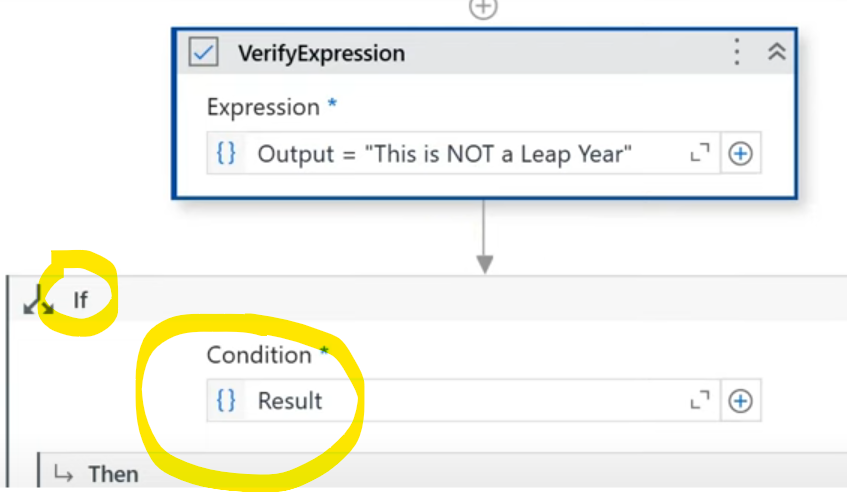 VerifyExpression
Expression *
{} Output = "This is NOT a Leap Year"
If
Condition *
{} Result
Then